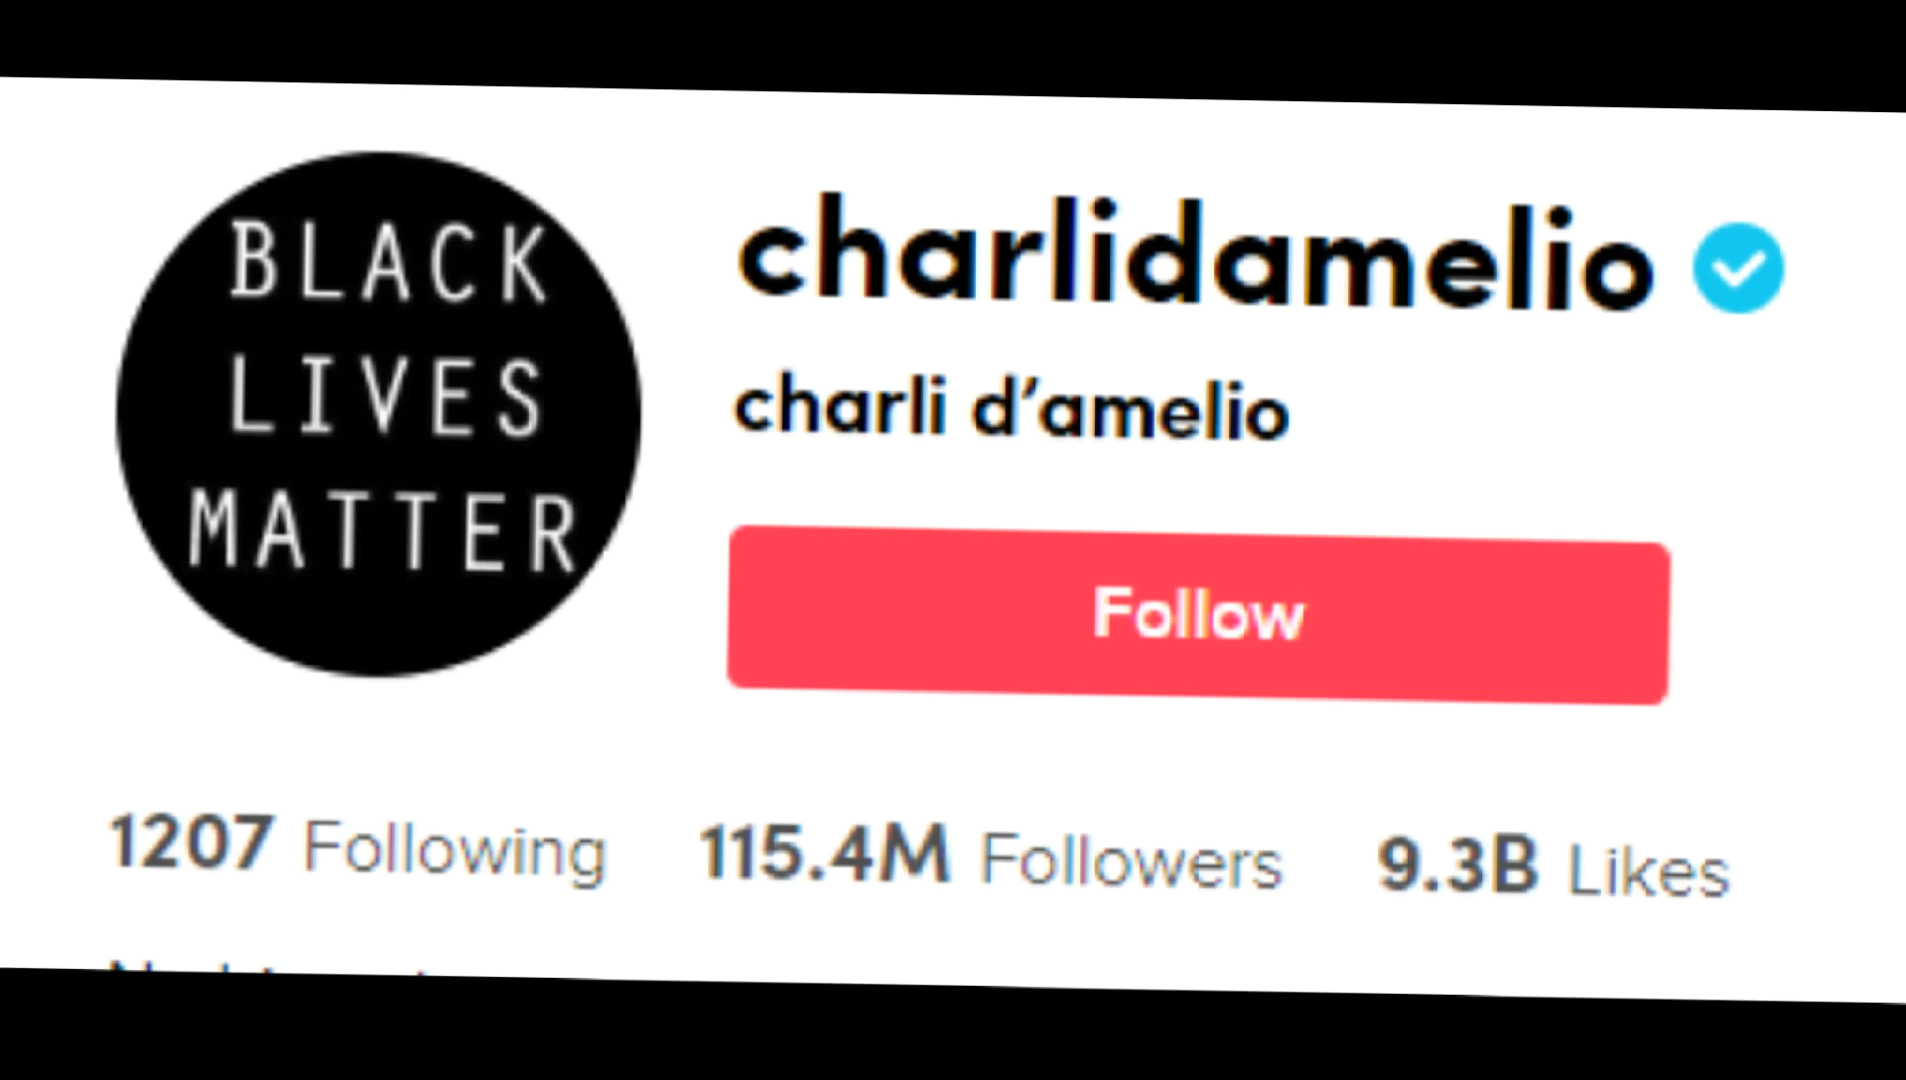 BLACK
LIVES
MATTER
charlidamelio
charli d’amelio
Follow
1207 Following 115.4M Followers 9.3B Likes